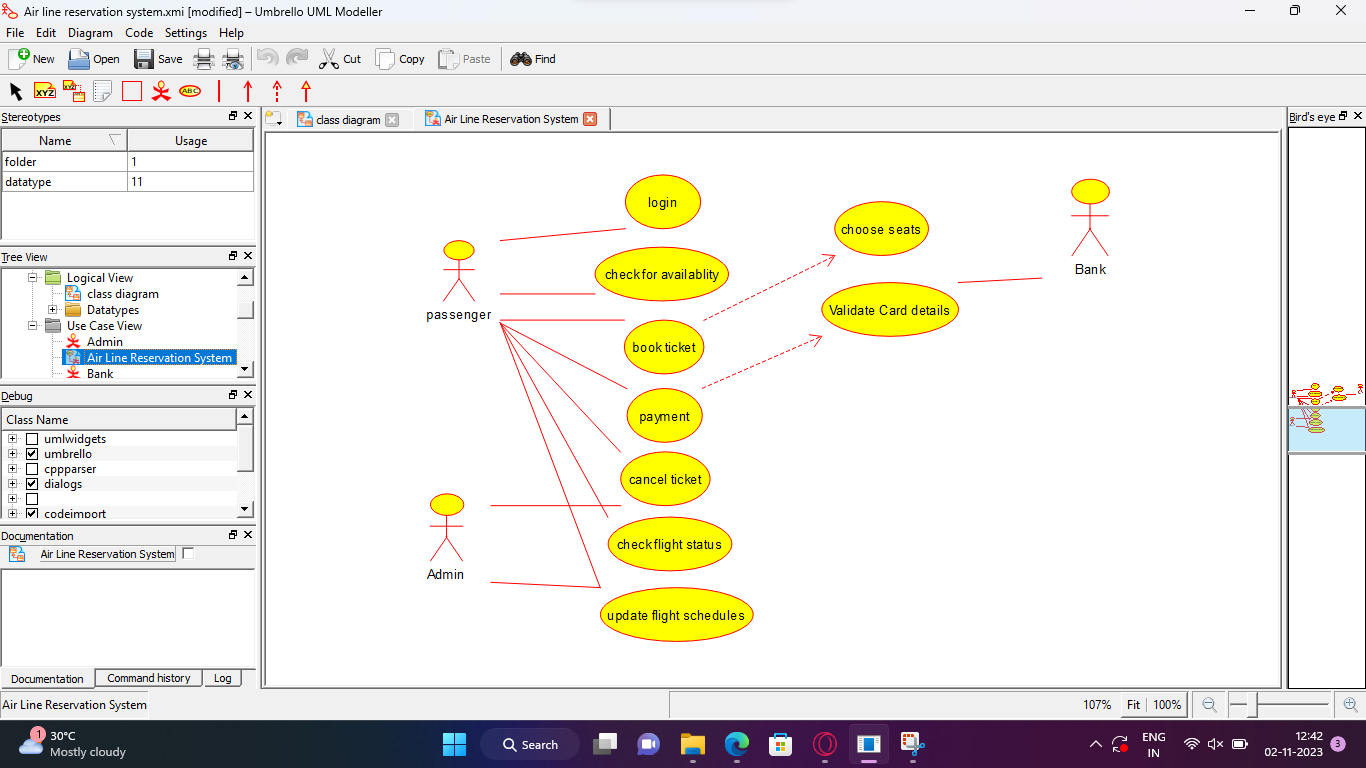 Air line reservation system.xmi [modified] – Umbrello UML Modeller
File Edit Diagram Code Settings Help
New Open Save Cut Copy Paste Find
XYZ XYZ ABC
Stereotypes
Name Usage
folder 1
datatype 11
Tree View
Logical View
class diagram
Datatypes
Use Case View
Admin
Air Line Reservation System
Bank
Debug
Class Name
umlwidgets
umbrello
cppparser
dialogs
codeimport
Documentation
Air Line Reservation System
Documentation Command history Log
class diagram Air Line Reservation System
login
check for availablity
passenger
book ticket
payment
cancel ticket
Admin
check flight status
update flight schedules
choose seats
Validate Card details
Bank
Bird's eye
Air Line Reservation System
107% Fit 100%
1
30°C
Mostly cloudy
Search
ENG
IN
12:42
02-11-2023
3